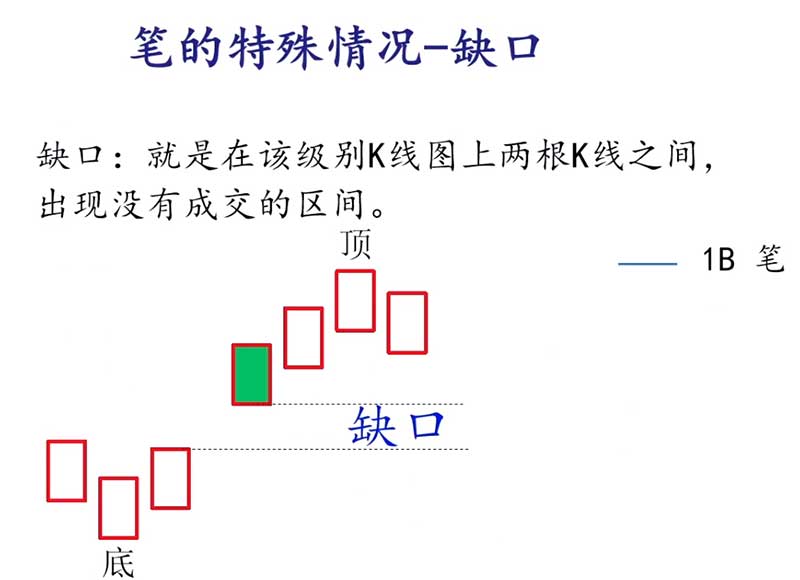 笔的特殊情况-缺口
缺口：就是在该级别K线图上两根K线之间，
出现没有成交的区间。
顶
1B 笔
缺口
底